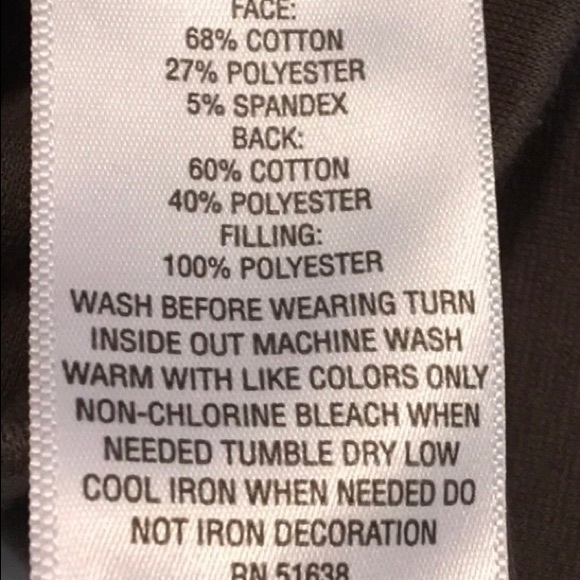 FACE:
68% COTTON
27% POLYESTER
5% SPANDEX
BACK:
60% COTTON
40% POLYESTER
FILLING:
100% POLYESTER
WASH BEFORE WEARING TURN
INSIDE OUT MACHINE WASH
WARM WITH LIKE COLORS ONLY
NON-CHLORINE BLEACH WHEN
NEEDED TUMBLE DRY LOW
COOL IRON WHEN NEEDED DO
NOT IRON DECORATION
RN 51638